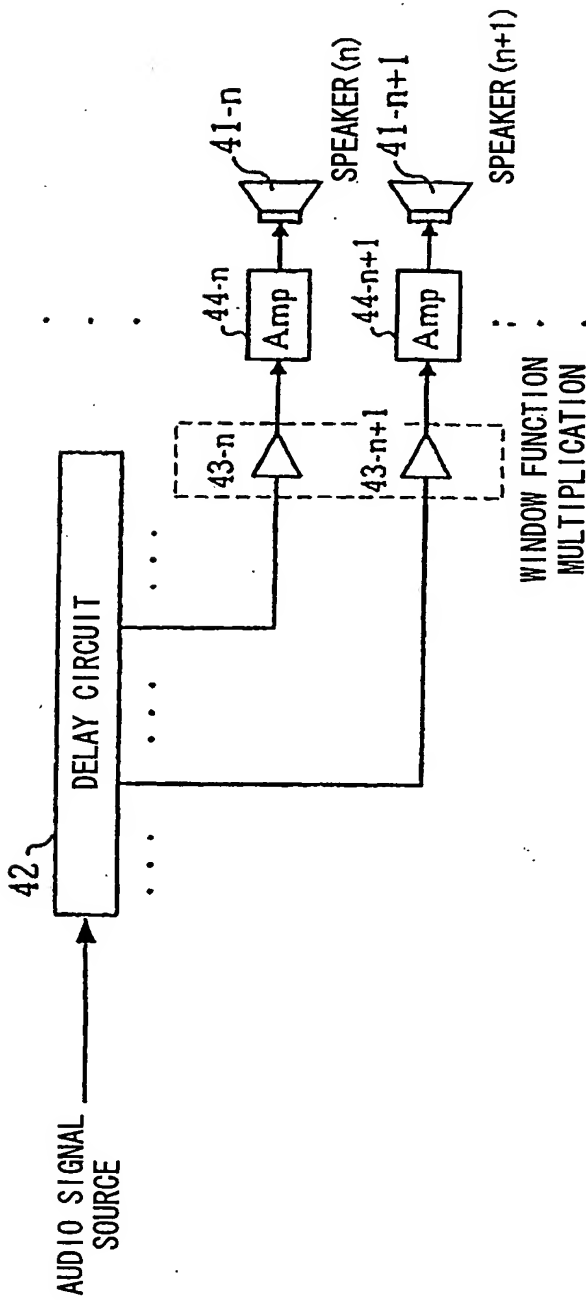 AUDIO SIGNAL
SOURCE
42
DELAY CIRCUIT
43-n
44-n
Amp
41-n
SPEAKER(n)
43-n+1
44-n+1
Amp
41-n+1
SPEAKER(n+1)
WINDOW FUNCTION
MULTIPLICATION